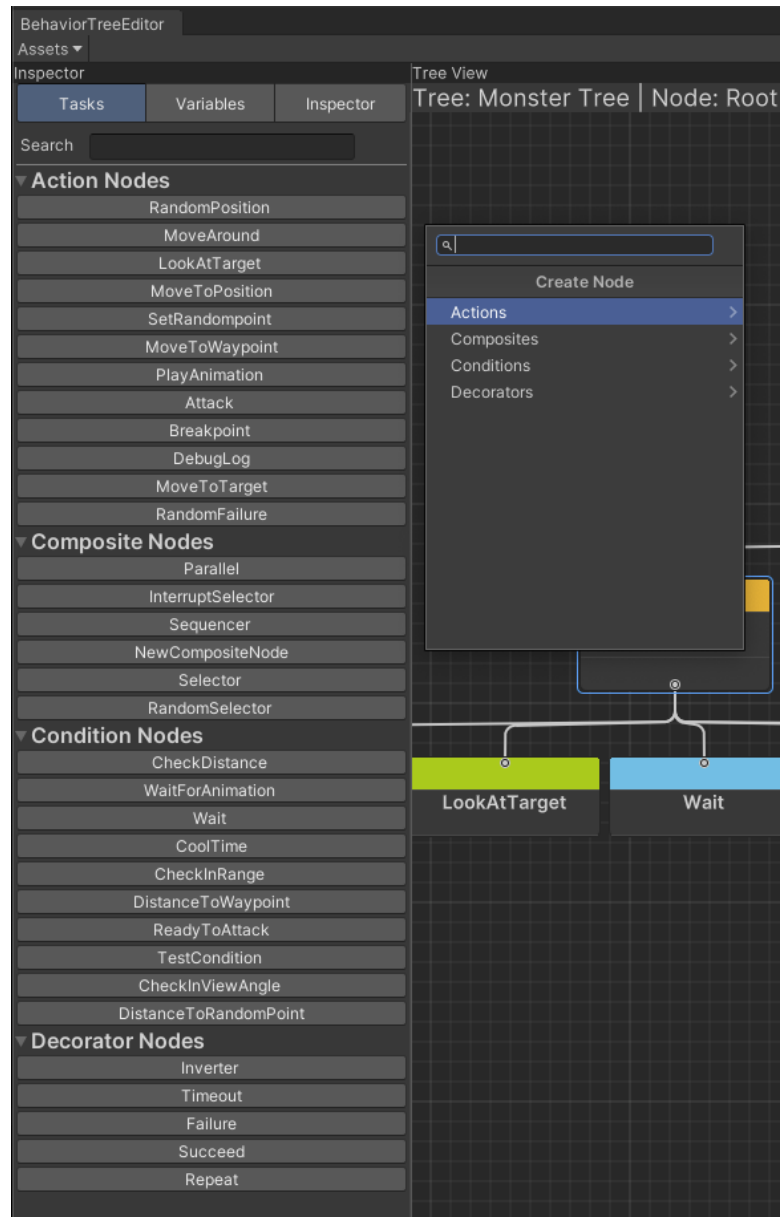 BehaviorTreeEditor
Assets
Inspector
Tasks Variables Inspector
Search
Action Nodes
RandomPosition
MoveAround
LookAtTarget
MoveToPosition
SetRandompoint
MoveToWaypoint
PlayAnimation
Attack
Breakpoint
DebugLog
MoveToTarget
RandomFailure
Composite Nodes
Parallel
InterruptSelector
Sequencer
NewCompositeNode
Selector
RandomSelector
Condition Nodes
CheckDistance
WaitForAnimation
Wait
CoolTime
CheckInRange
DistanceToWaypoint
ReadyToAttack
TestCondition
CheckInViewAngle
DistanceToRandomPoint
Decorator Nodes
Inverter
Timeout
Failure
Succeed
Repeat
Tree View
Tree: Monster Tree | Node: Root
Create Node
Actions
Composites
Conditions
Decorators
LookAtTarget
Wait